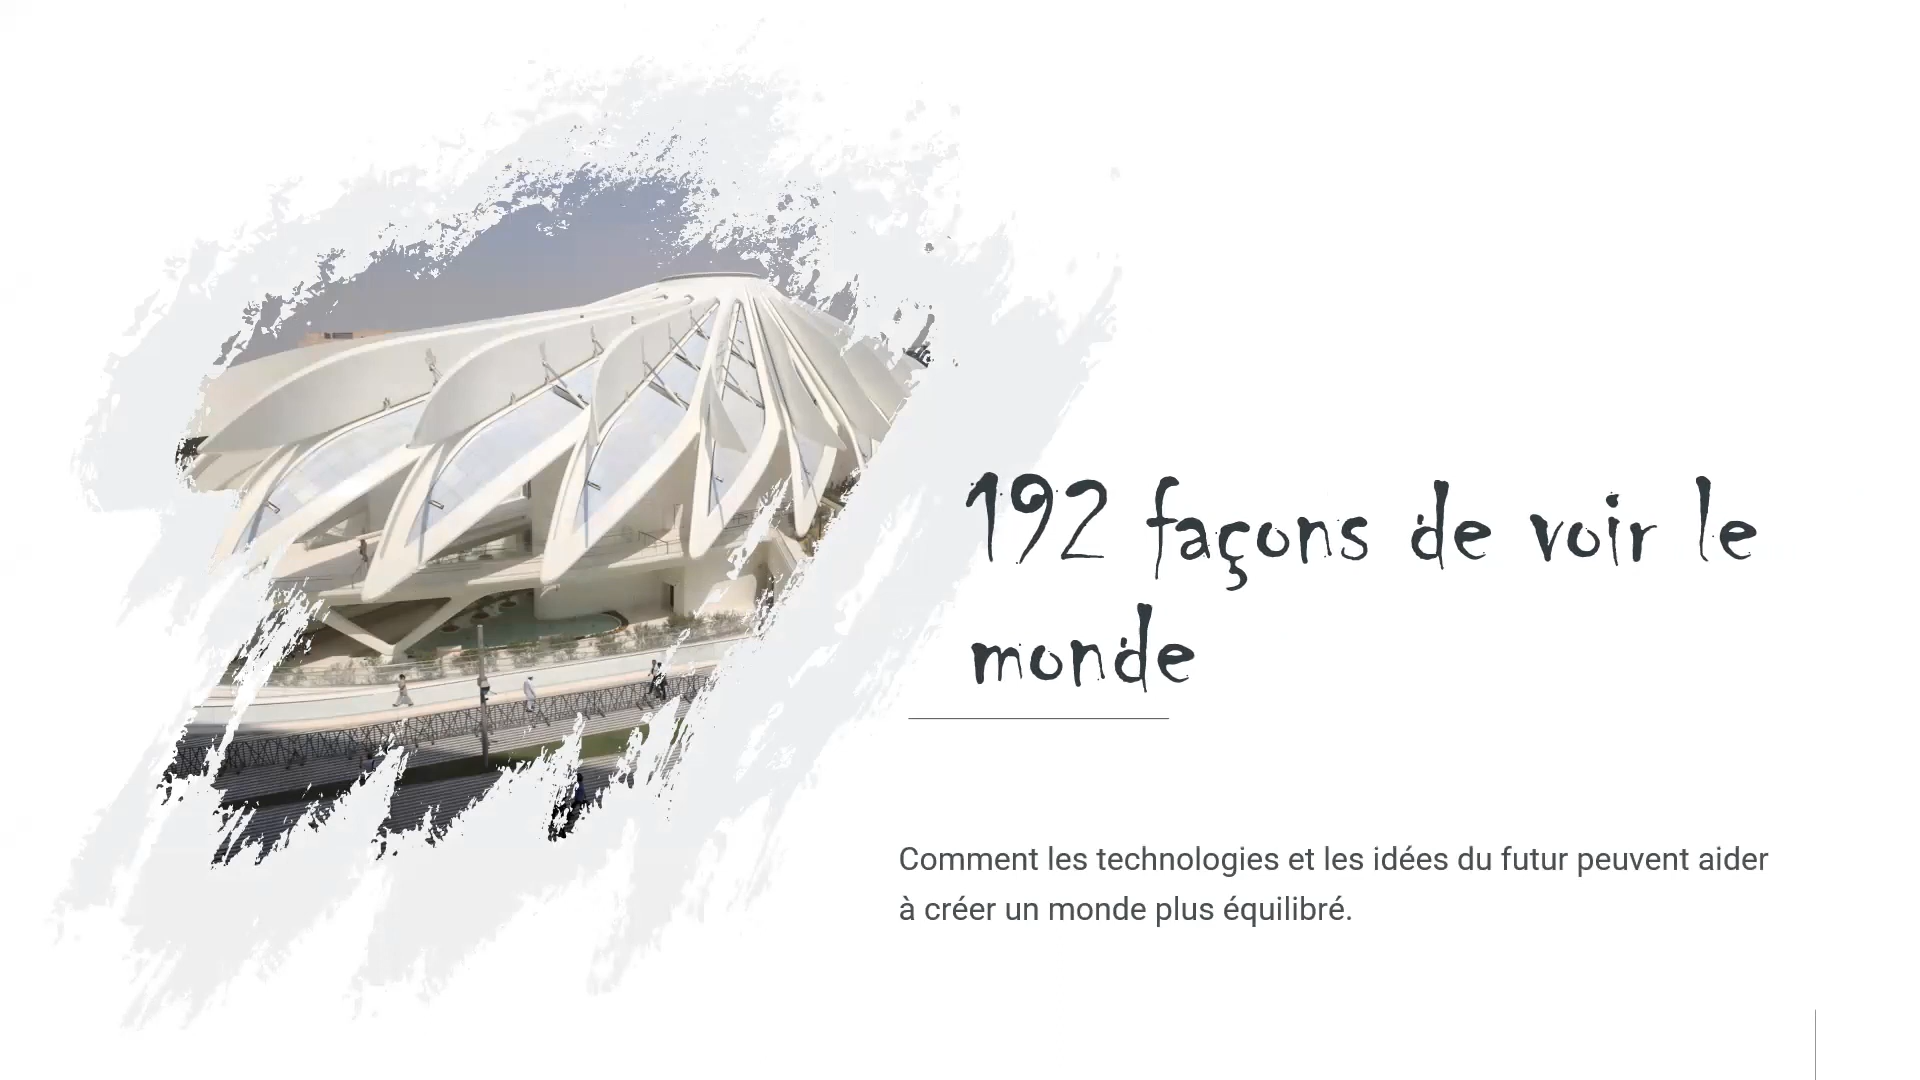 192 façons de voir le
monde
Comment les technologies et les idées du futur peuvent aider
à créer un monde plus équilibré.